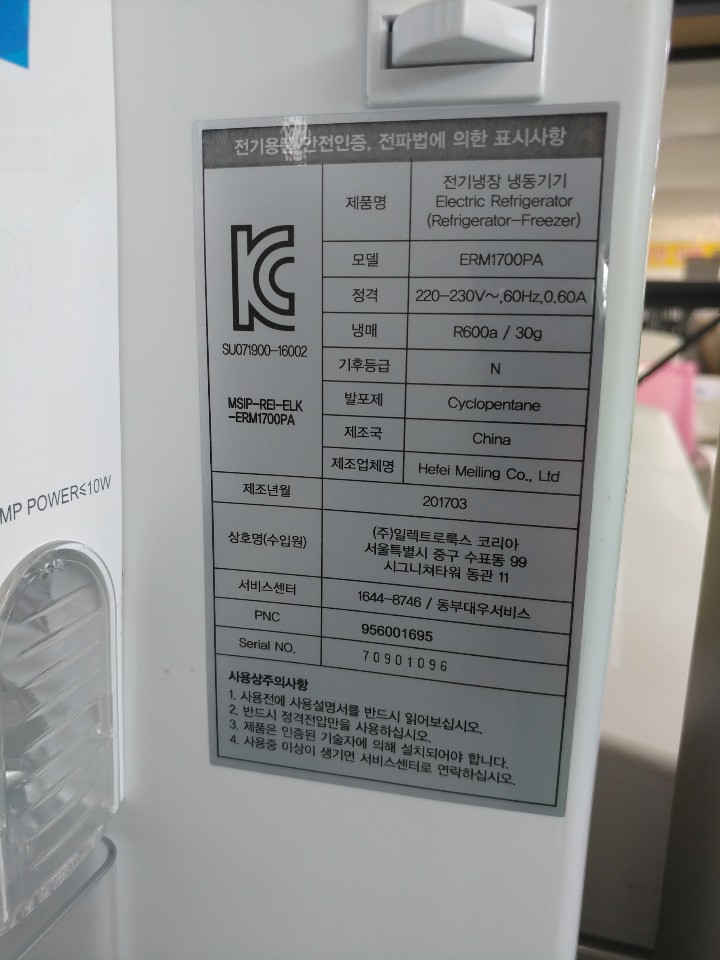 전기용품 안전인증, 전파법에 의한 표시사항
KC
SU071900-16002
MSIP-REI-ELK
-ERM1700PA
제품명
전기냉장 냉동기기
Electric Refrigerator
(Refrigerator-Freezer)
모델 ERM1700PA
정격 220-230V~,60Hz,0.60A
냉매 R600a / 30g
기후등급 N
발포제 Cyclopentane
제조국 China
제조업체명 Hefei Meiling Co., Ltd
제조년월 201703
상호명(수입원)
(주)일렉트로룩스 코리아
서울특별시 중구 수표동 99
시그니쳐타워 동관 11
서비스센터 1644-8746 / 동부대우서비스
PNC 956001695
Serial NO. 70901096
사용상주의사항
1. 사용전에 사용설명서를 반드시 읽어보십시오.
2. 반드시 정격전압만을 사용하십시오.
3. 제품은 인증된 기술자에 의해 설치되어야 합니다.
4. 사용중 이상이 생기면 서비스센터로 연락하십시오.
MP POWER≤10W